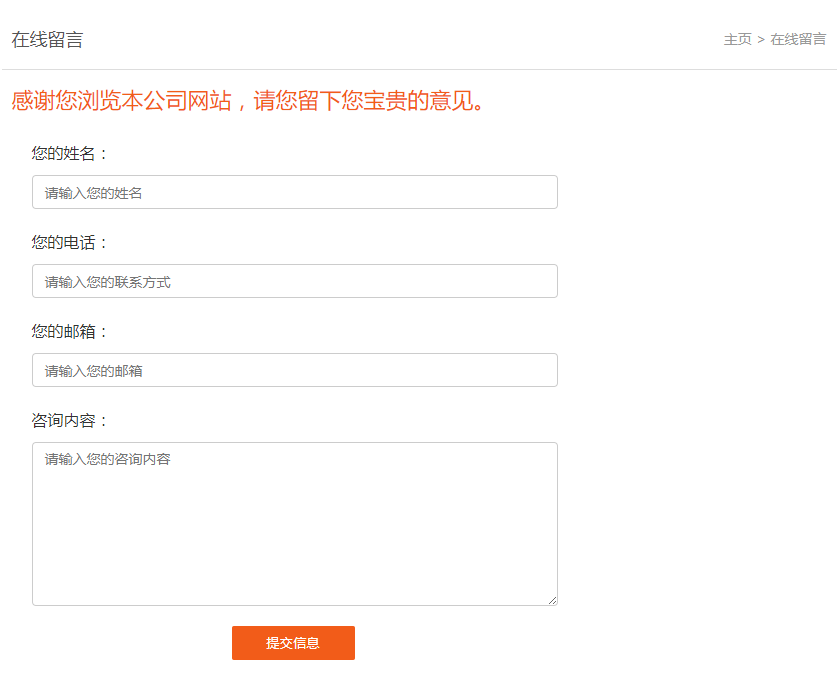 在线留言
主页 > 在线留言
感谢您浏览本公司网站，请您留下您宝贵的意见。
您的姓名：
请输入您的姓名
您的电话：
请输入您的联系方式
您的邮箱：
请输入您的邮箱
咨询内容：
请输入您的咨询内容
提交信息